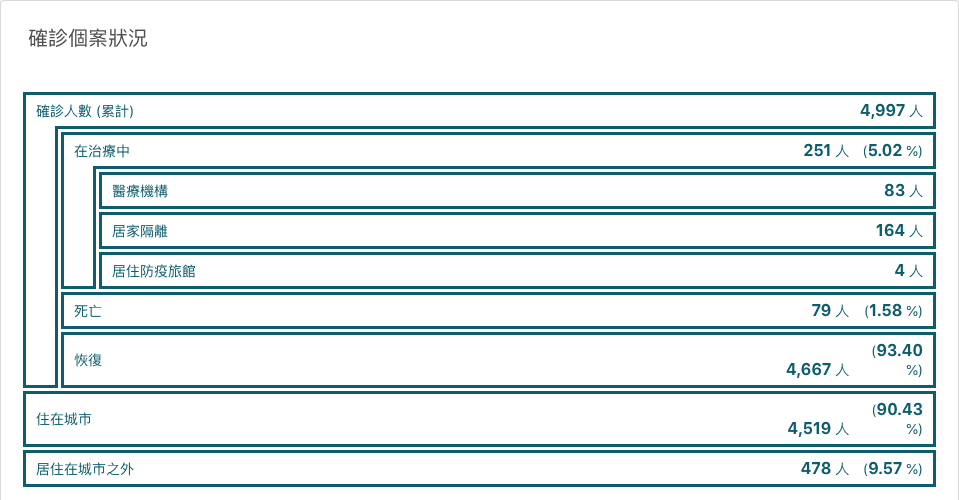 確診個案狀況
確診人數 (累計) 4,997 人
在治療中 251 人 (5.02 %)
醫療機構 83 人
居家隔離 164 人
居住防疫旅館 4 人
死亡 79 人 (1.58 %)
恢復 4,667 人 (93.40 %)
住在城市 4,519 人 (90.43 %)
居住在城市之外 478 人 (9.57 %)